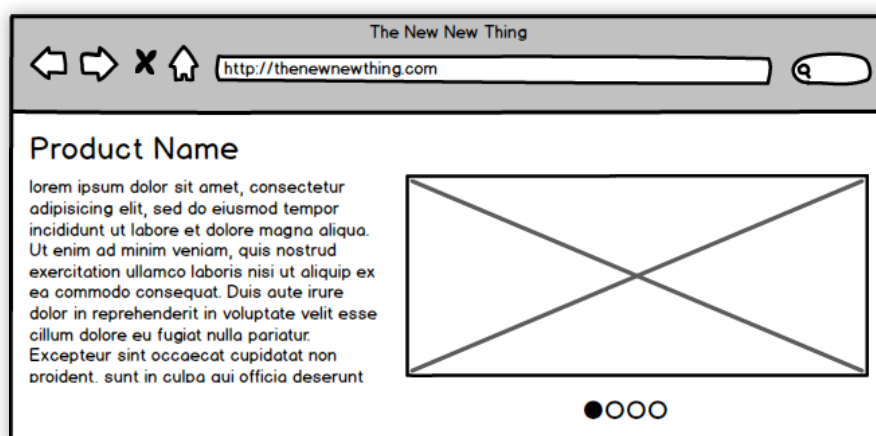 The New New Thing
http://thenewnewthing.com
Product Name
lorem ipsum dolor sit amet, consectetur
adipisicing elit, sed do eiusmod tempor
incididunt ut labore et dolore magna aliqua.
Ut enim ad minim veniam, quis nostrud
exercitation ullamco laboris nisi ut aliquip ex
ea commodo consequat. Duis aute irure
dolor in reprehenderit in voluptate velit esse
cillum dolore eu fugiat nulla pariatur.
Excepteur sint occaecat cupidatat non
proident, sunt in culpa qui officia deserunt